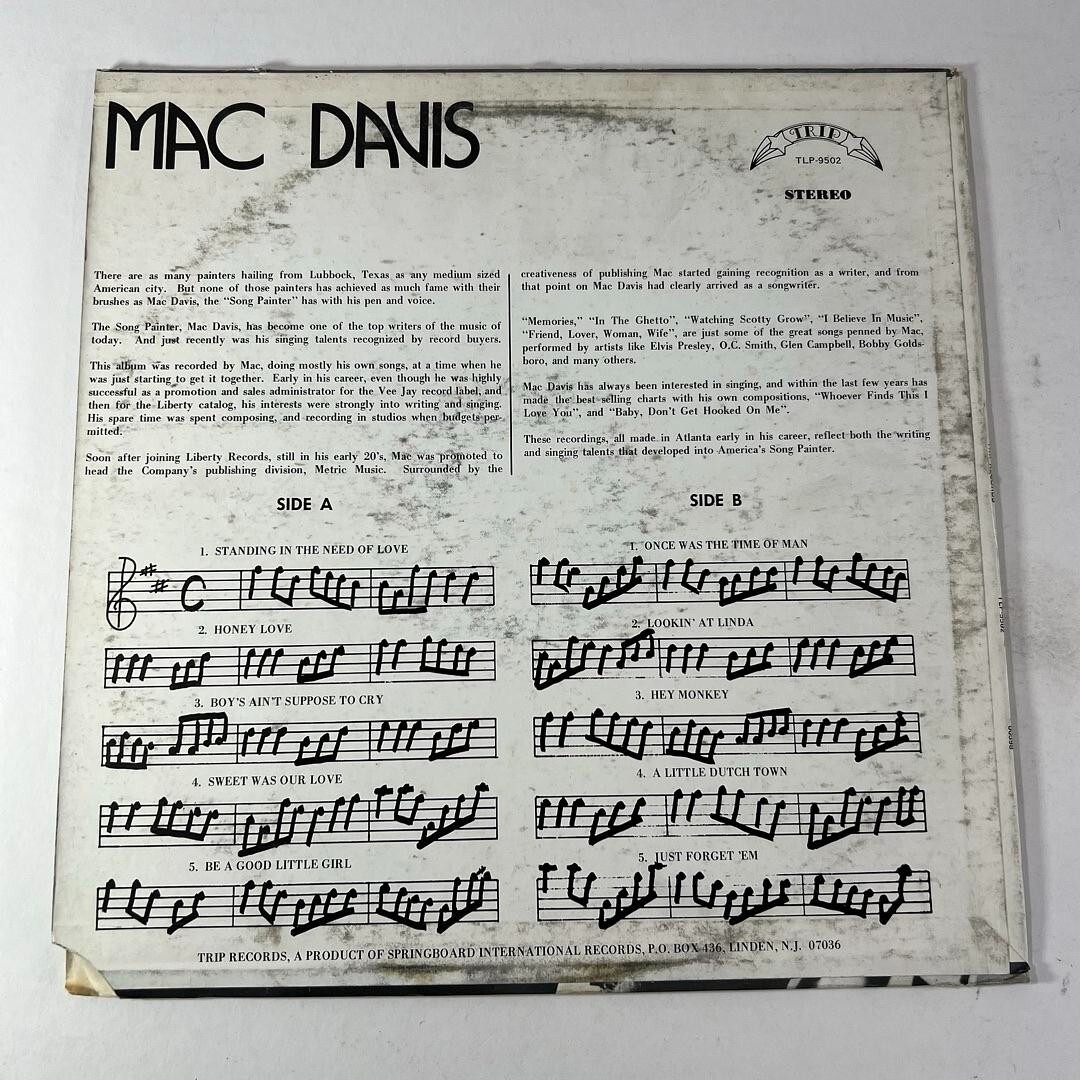 MAC DAVIS
TRIP
TLP-9502
STEREO
There are as many painters hailing from Lubbock, Texas as any medium sized
American city. But none of those painters has achieved as much fame with their
brushes as Mac Davis, the “Song Painter” has with his pen and voice.
The Song Painter, Mac Davis, has become one of the top writers of the music of
today. And just recently was his singing talents recognized by record buyers.
This album was recorded by Mac, doing mostly his own songs, at a time when he
was just starting to get it together. Early in his career, even though he was highly
successful as a promotion and sales administrator for the Vee Jay record label, and
then for the Liberty catalog, his interests were strongly into writing and singing.
His spare time was spent composing, and recording in studios when budgets per-
mitted.
Soon after joining Liberty Records, still in his early 20’s, Mac was promoted to
head the Company’s publishing division, Metric Music. Surrounded by the
creativeness of publishing Mac started gaining recognition as a writer, and from
that point on Mac Davis had clearly arrived as a songwriter.
“Memories,” “In The Ghetto”, “Watching Scotty Grow”, “I Believe In Music”,
“Friend, Lover, Woman, Wife”, are just some of the great songs penned by Mac,
performed by artists like Elvis Presley, O.C. Smith, Glen Campbell, Bobby Golds-
boro, and many others.
Mac Davis has always been interested in singing, and within the last few years has
made the best selling charts with his own compositions, “Whoever Finds This I
Love You”, and “Baby, Don’t Get Hooked On Me”.
These recordings, all made in Atlanta early in his career, reflect both the writing
and singing talents that developed into America’s Song Painter.
SIDE A
1. STANDING IN THE NEED OF LOVE
C
2. HONEY LOVE
3. BOY’S AIN’T SUPPOSE TO CRY
4. SWEET WAS OUR LOVE
5. BE A GOOD LITTLE GIRL
SIDE B
1. ONCE WAS THE TIME OF MAN
2. LOOKIN’ AT LINDA
3. HEY MONKEY
4. A LITTLE DUTCH TOWN
5. JUST FORGET ’EM
TRIP RECORDS, A PRODUCT OF SPRINGBOARD INTERNATIONAL RECORDS, P.O. BOX 436, LINDEN, N.J. 07036